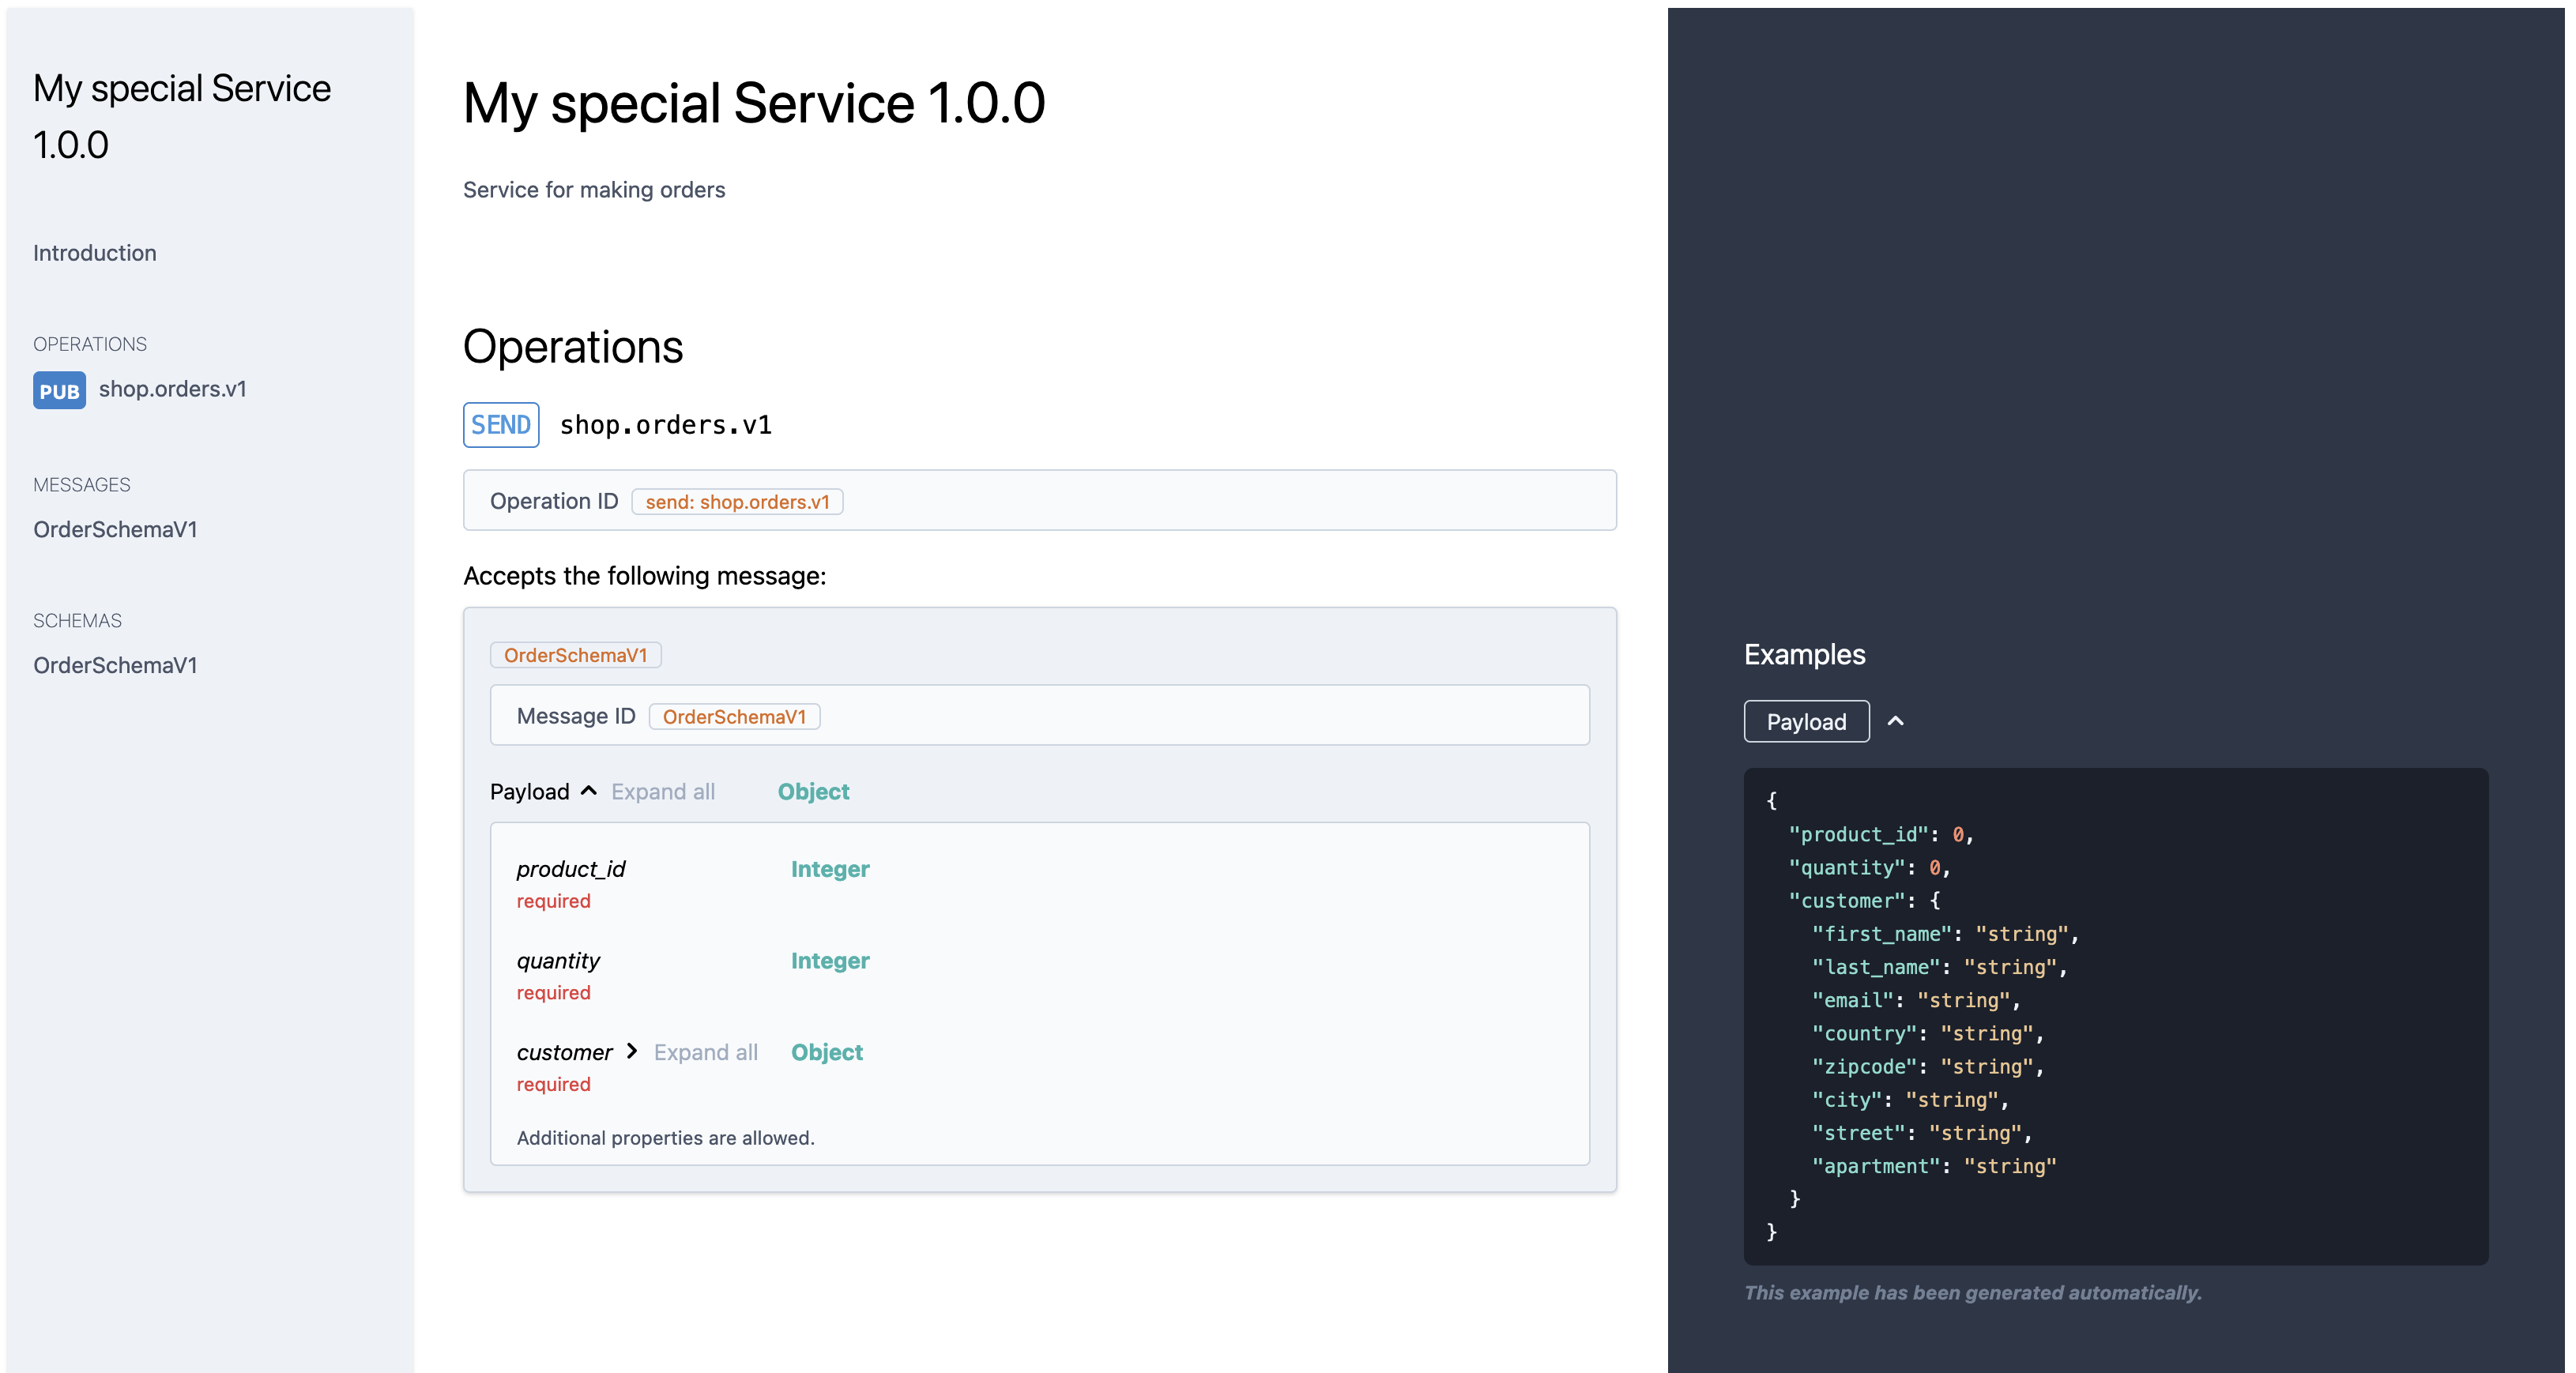 My special Service
1.0.0
Introduction
OPERATIONS
PUB shop.orders.v1
MESSAGES
OrderSchemaV1
SCHEMAS
OrderSchemaV1
My special Service 1.0.0
Service for making orders
Operations
SEND shop.orders.v1
Operation ID send: shop.orders.v1
Accepts the following message:
OrderSchemaV1
Message ID OrderSchemaV1
Payload Expand all Object
product_id Integer
required
quantity Integer
required
customer Expand all Object
required
Additional properties are allowed.
Examples
Payload
{
  "product_id": 0,
  "quantity": 0,
  "customer": {
    "first_name": "string",
    "last_name": "string",
    "email": "string",
    "country": "string",
    "zipcode": "string",
    "city": "string",
    "street": "string",
    "apartment": "string"
  }
}
This example has been generated automatically.